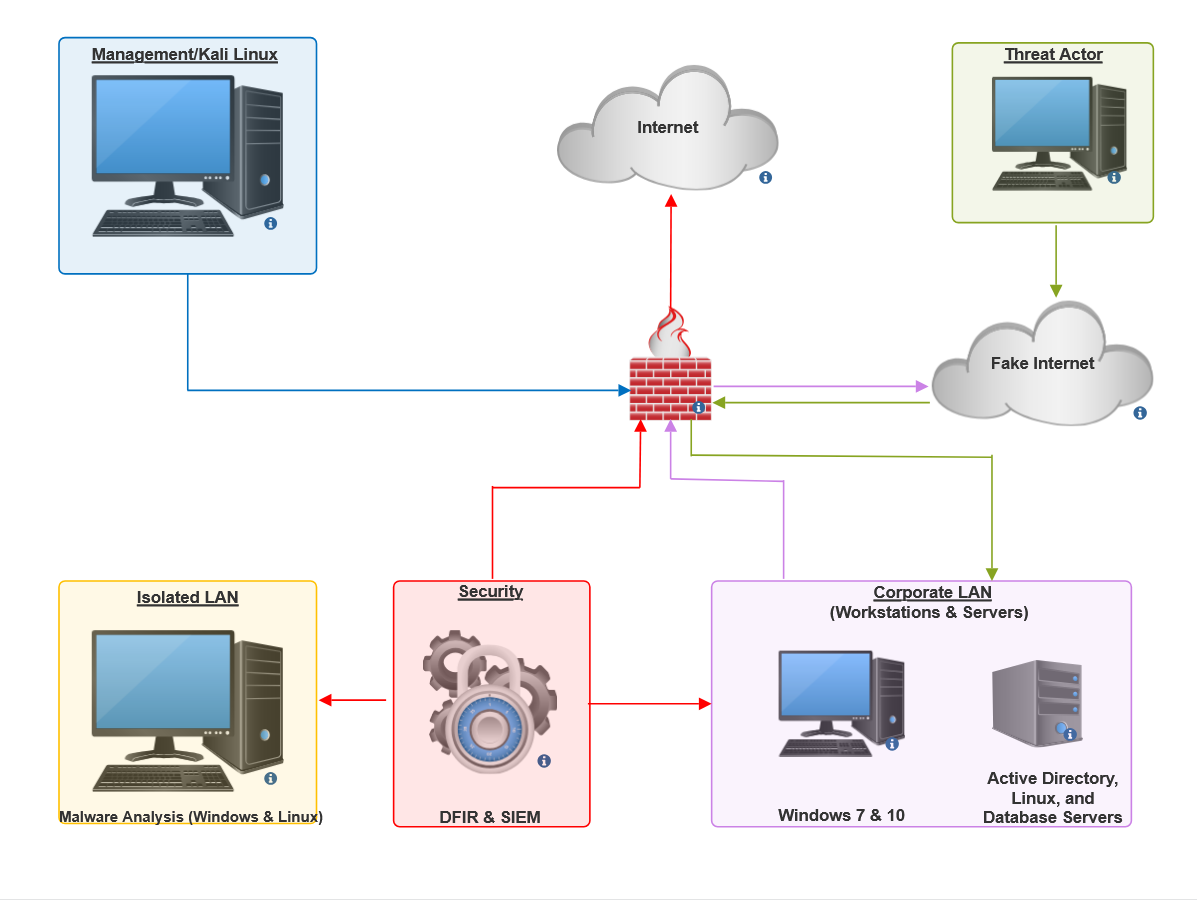 Management/Kali Linux
Internet
Threat Actor
Fake Internet
Isolated LAN
Malware Analysis (Windows & Linux)
Security
DFIR & SIEM
Corporate LAN
(Workstations & Servers)
Windows 7 & 10
Active Directory,
Linux, and
Database Servers